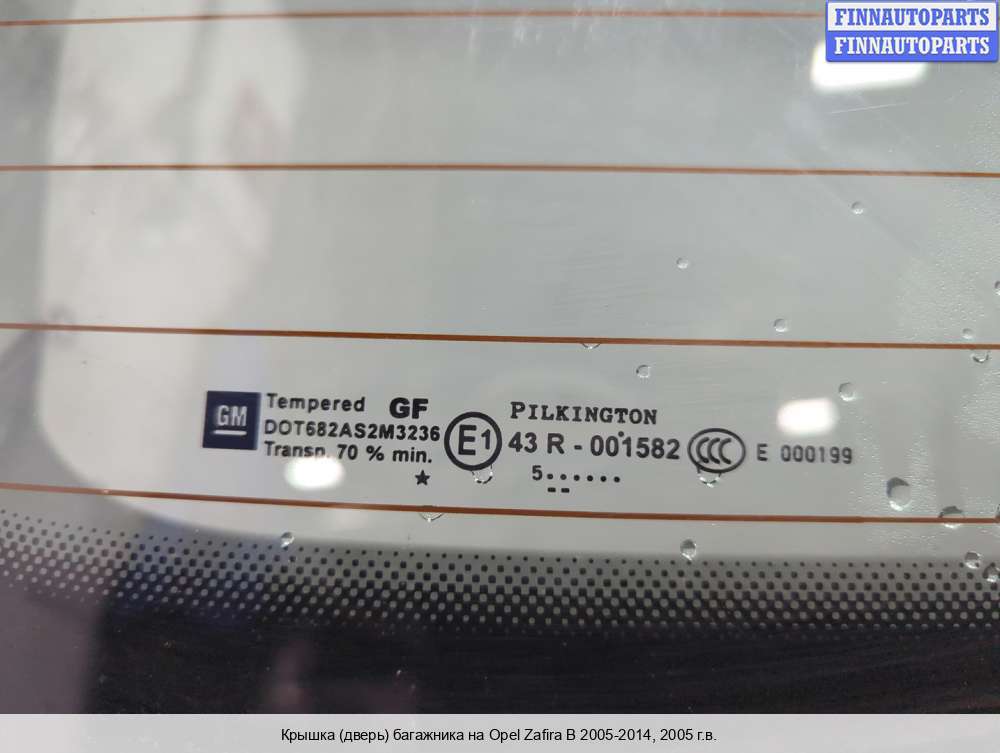 FINNAUTOPARTS
FINNAUTOPARTS
GM
Tempered GF
DOT682AS2M3236
Transp. 70 % min.
E1
PILKINGTON
43 R - 001582
5......
CCC
E 000199
Крышка (дверь) багажника на Opel Zafira B 2005-2014, 2005 г.в.